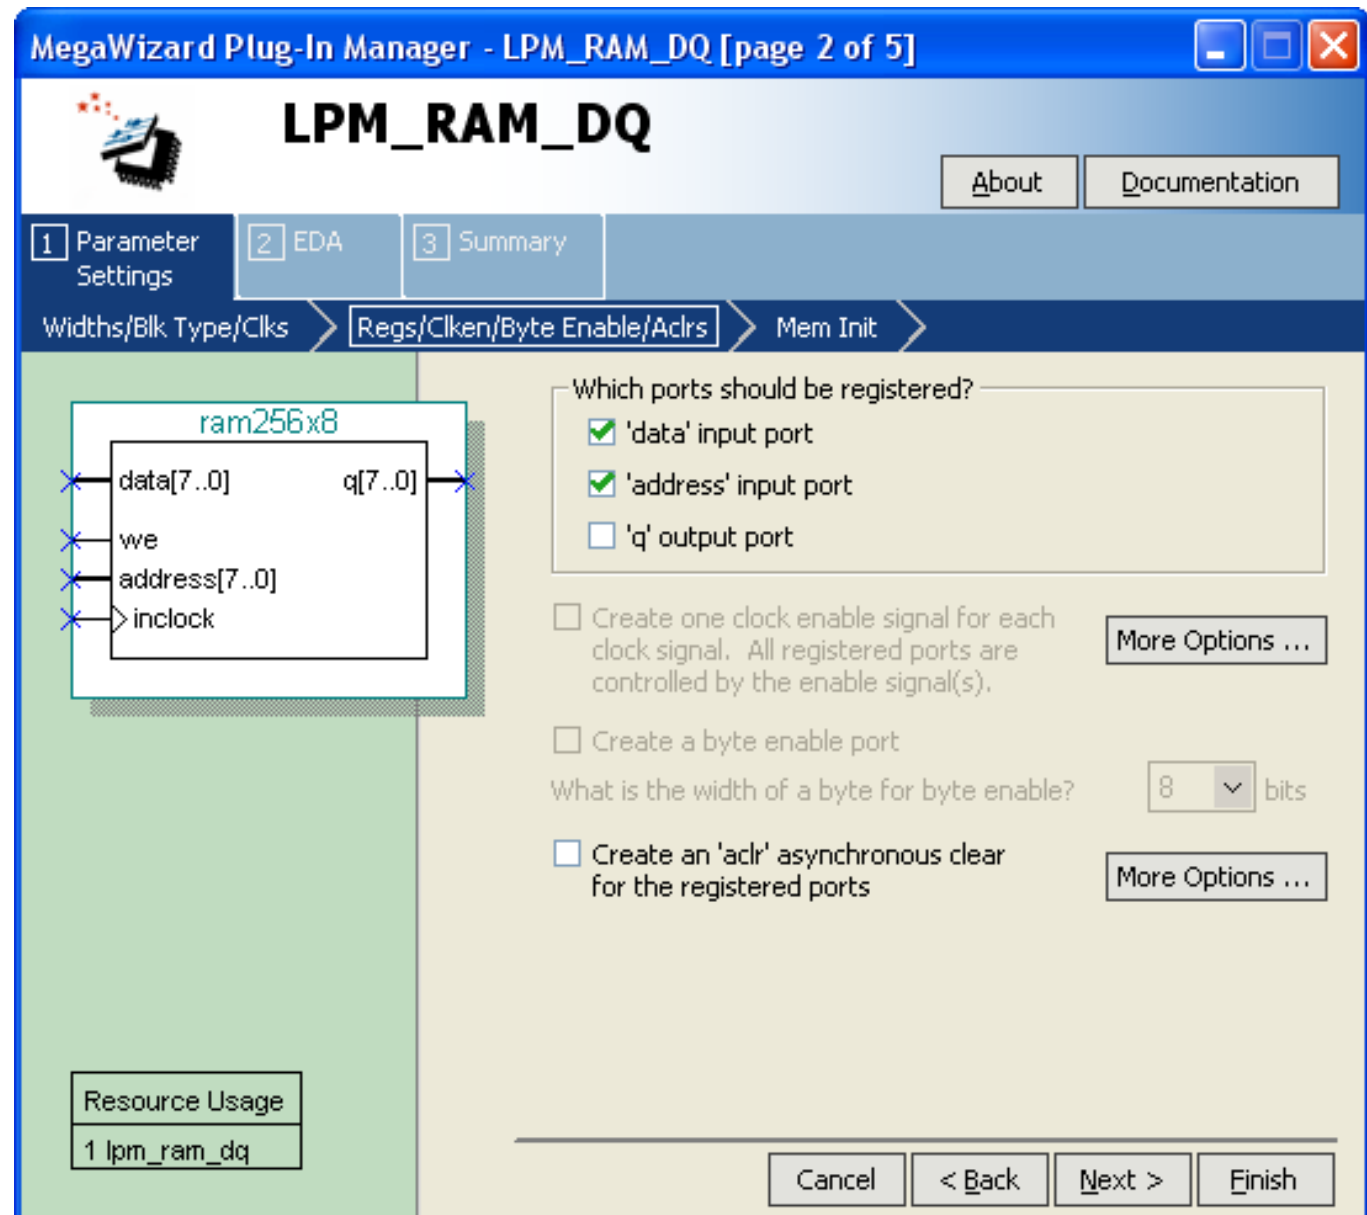 MegaWizard Plug-In Manager - LPM_RAM_DQ [page 2 of 5]
LPM_RAM_DQ
About
Documentation
1 Parameter Settings
2 EDA
3 Summary
Widths/Blk Type/Clks
Regs/Clken/Byte Enable/Aclrs
Mem Init
ram256x8
data[7..0]
q[7..0]
we
address[7..0]
inclock
Resource Usage
1 lpm_ram_dq
Which ports should be registered?
'data' input port
'address' input port
'q' output port
Create one clock enable signal for each
clock signal. All registered ports are
controlled by the enable signal(s).
More Options ...
Create a byte enable port
What is the width of a byte for byte enable?
8
bits
Create an 'aclr' asynchronous clear
for the registered ports
More Options ...
Cancel
< Back
Next >
Finish